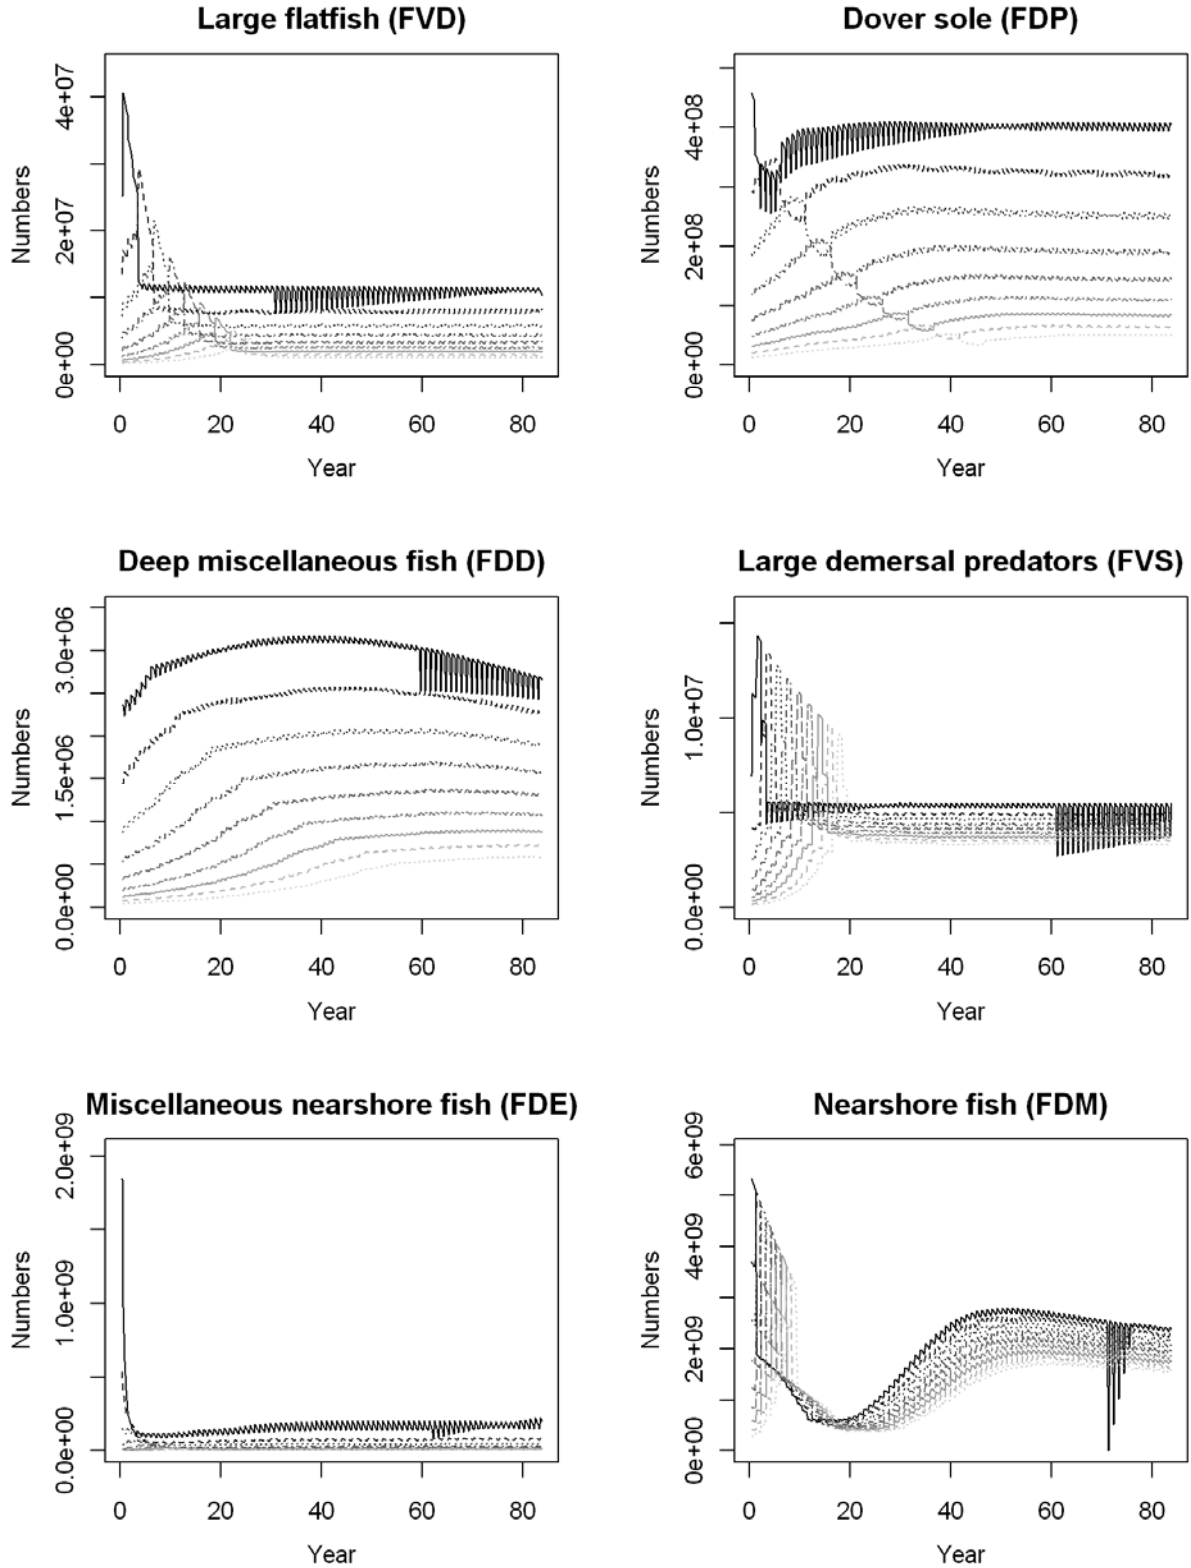 Large flatfish (FVD)
Numbers
0e+00 2e+07 4e+07
0 20 40 60 80
Year
Dover sole (FDP)
Numbers
0e+00 2e+08 4e+08
0 20 40 60 80
Year
Deep miscellaneous fish (FDD)
Numbers
0.0e+00 1.5e+06 3.0e+06
0 20 40 60 80
Year
Large demersal predators (FVS)
Numbers
0.0e+00 1.0e+07
0 20 40 60 80
Year
Miscellaneous nearshore fish (FDE)
Numbers
0.0e+00 1.0e+09 2.0e+09
0 20 40 60 80
Year
Nearshore fish (FDM)
Numbers
0e+00 2e+09 4e+09 6e+09
0 20 40 60 80
Year